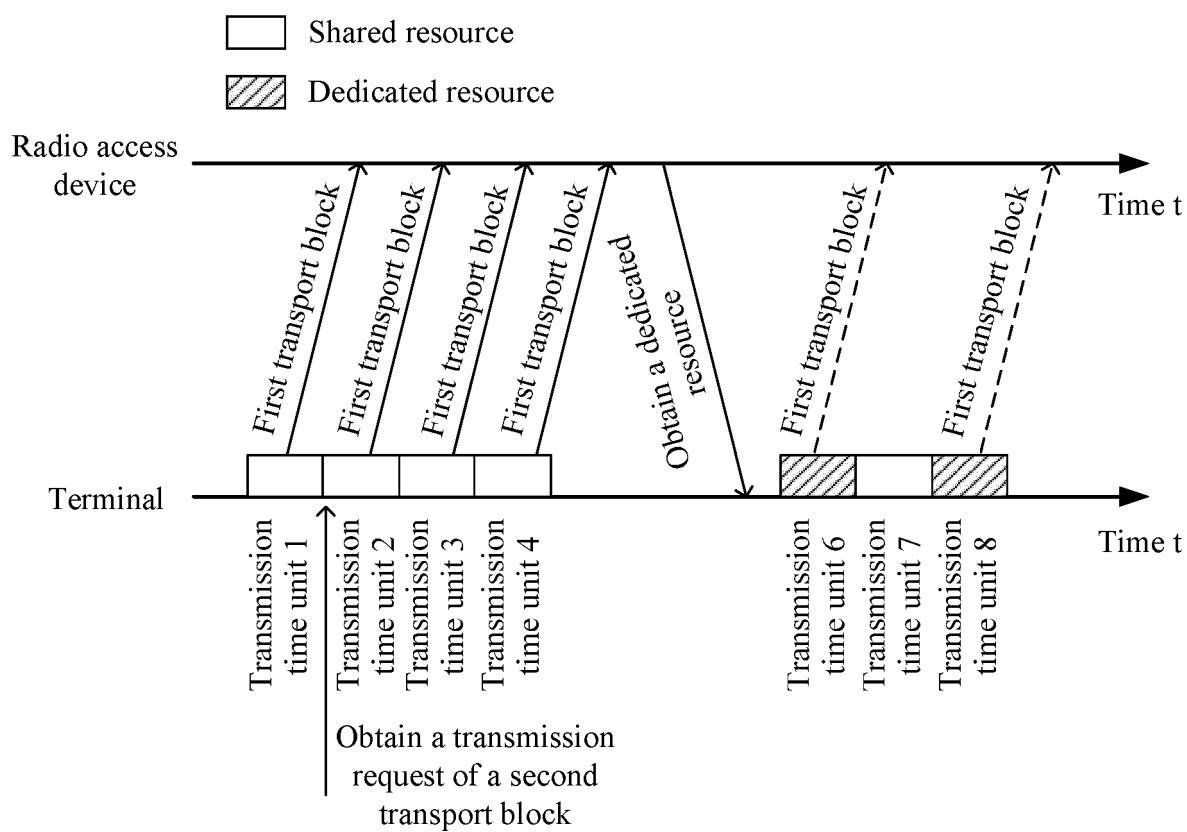 Shared resource
Dedicated resource
Radio access
device
Time t
First transport block
First transport block
First transport block
First transport block
Obtain a dedicated
resource
First transport block
First transport block
Terminal
Time t
Transmission
time unit 1
Transmission
time unit 2
Transmission
time unit 3
Transmission
time unit 4
Transmission
time unit 6
Transmission
time unit 7
Transmission
time unit 8
Obtain a transmission
request of a second
transport block